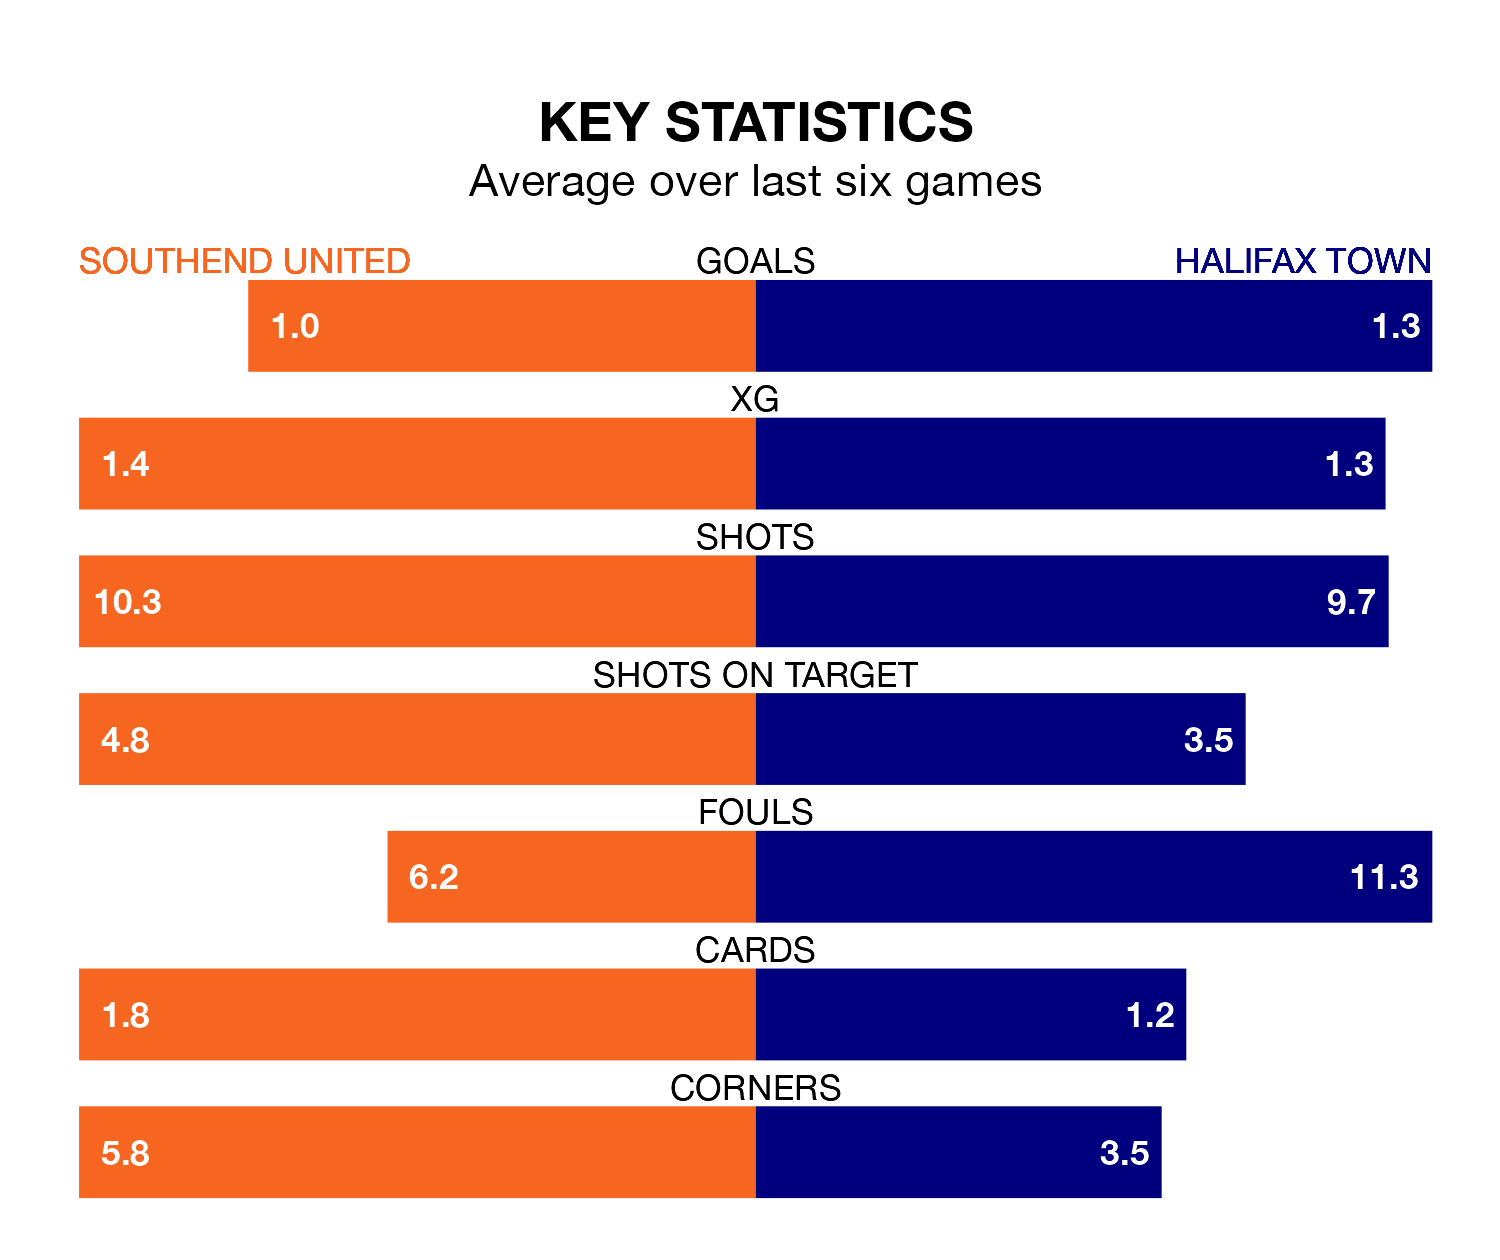 KEY STATISTICS
Average over last six games
SOUTHEND UNITED GOALS HALIFAX TOWN
1.0 1.3
XG
1.4 1.3
SHOTS
10.3 9.7
SHOTS ON TARGET
4.8 3.5
FOULS
6.2 11.3
CARDS
1.8 1.2
CORNERS
5.8 3.5